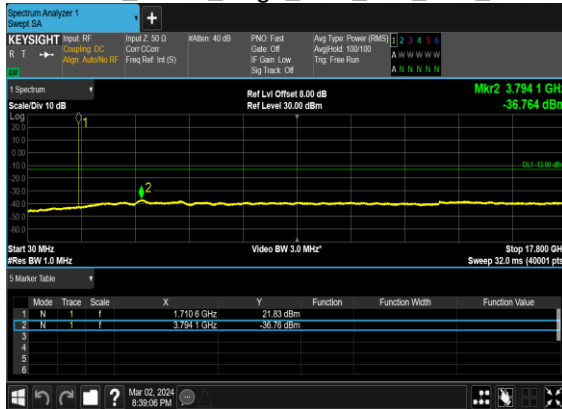 Spectrum Analyzer 1
Swept SA
+
KEYSIGHT Input: RF Input Z: 50 Ω #Atten: 40 dB PNO: Fast Avg Type: Power (RMS) 1 2 3 4 5 6
R T Coupling: DC Corr CCorr Gate: Off Avg|Hold: 100/100 A W W W W W
Align: Auto/No RF Freq Ref: Int (S) IF Gain: Low Trig: Free Run
LXI Sig Track: Off A N N N N N
1 Spectrum Ref Lvl Offset 8.00 dB Mkr2 3.794 1 GHz
Scale/Div 10 dB Ref Level 30.00 dBm -36.764 dBm
Log
20.0
10.0
0.00
-10.0
DL1 -13.00 dBm
-20.0
-30.0
-40.0
-50.0
-60.0
1
2
Start 30 MHz Video BW 3.0 MHz* Stop 17.800 GHz
#Res BW 1.0 MHz Sweep 32.0 ms (40001 pts)
5 Marker Table
Mode Trace Scale X Y Function Function Width Function Value
1 N 1 f 1.710 6 GHz 21.83 dBm
2 N 1 f 3.794 1 GHz -36.76 dBm
3
4
5
6
? Mar 02, 2024
8:39:06 PM